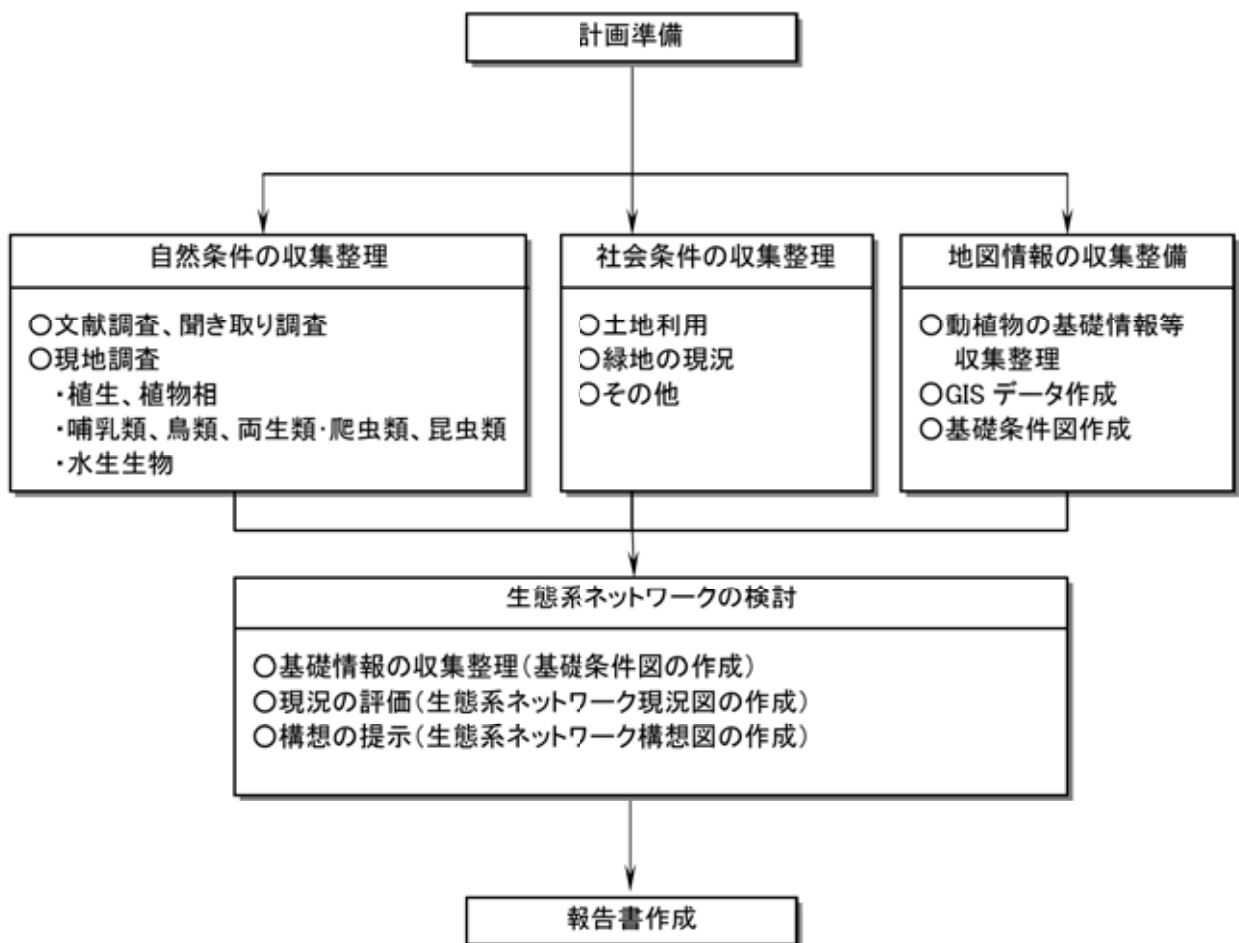 計画準備
自然条件の収集整理
○文献調査、聞き取り調査
○現地調査
・植生、植物相
・哺乳類、鳥類、両生類・爬虫類、昆虫類
・水生生物
社会条件の収集整理
○土地利用
○緑地の現況
○その他
地図情報の収集整備
○動植物の基礎情報等
収集整理
○GIS データ作成
○基礎条件図作成
生態系ネットワークの検討
○基礎情報の収集整理(基礎条件図の作成)
○現況の評価(生態系ネットワーク現況図の作成)
○構想の提示(生態系ネットワーク構想図の作成)
報告書作成